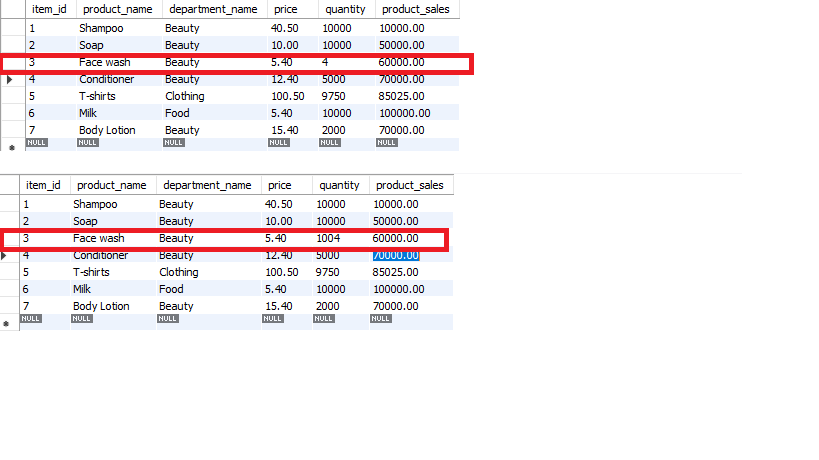 item_id product_name department_name price quantity product_sales
1 Shampoo Beauty 40.50 10000 10000.00
2 Soap Beauty 10.00 10000 50000.00
3 Face wash Beauty 5.40 4 60000.00
4 Conditioner Beauty 12.40 5000 70000.00
5 T-shirts Clothing 100.50 9750 85025.00
6 Milk Food 5.40 10000 100000.00
7 Body Lotion Beauty 15.40 2000 70000.00
NULL NULL NULL NULL NULL NULL
item_id product_name department_name price quantity product_sales
1 Shampoo Beauty 40.50 10000 10000.00
2 Soap Beauty 10.00 10000 50000.00
3 Face wash Beauty 5.40 1004 60000.00
4 Conditioner Beauty 12.40 5000 70000.00
5 T-shirts Clothing 100.50 9750 85025.00
6 Milk Food 5.40 10000 100000.00
7 Body Lotion Beauty 15.40 2000 70000.00
NULL NULL NULL NULL NULL NULL